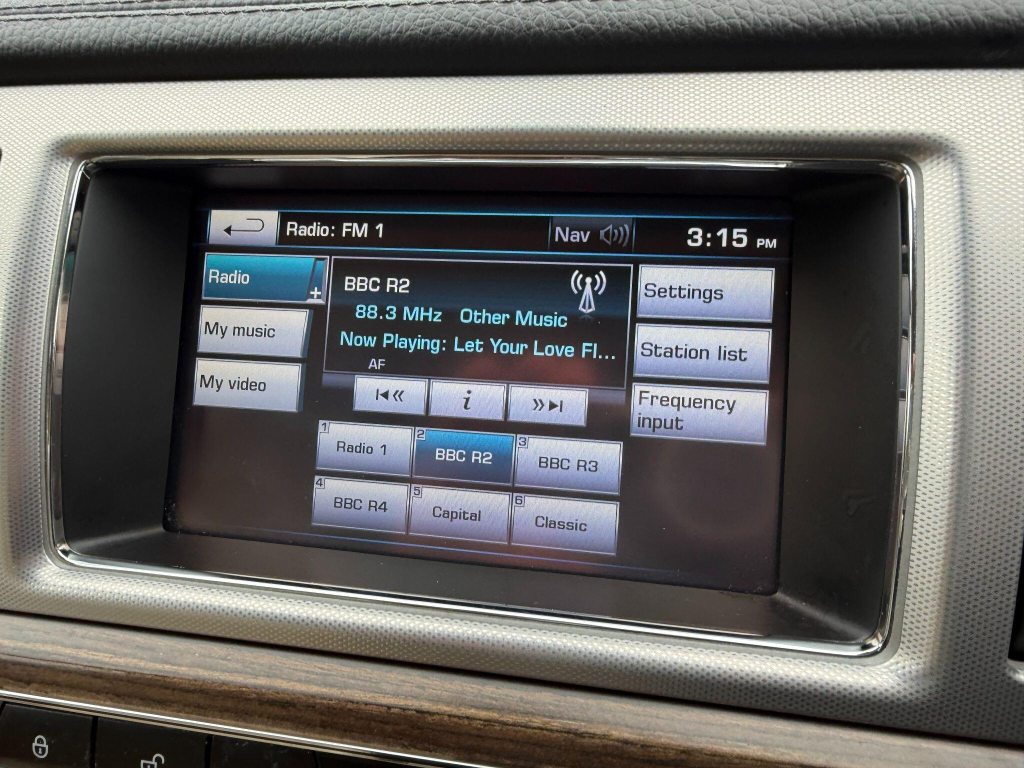 Radio: FM 1
Nav
3:15 PM
Radio
+
My music
My video
BBC R2
88.3 MHz Other Music
Now Playing: Let Your Love Fl...
AF
i
Settings
Station list
Frequency
input
1 Radio 1
2 BBC R2
3 BBC R3
4 BBC R4
5 Capital
6 Classic